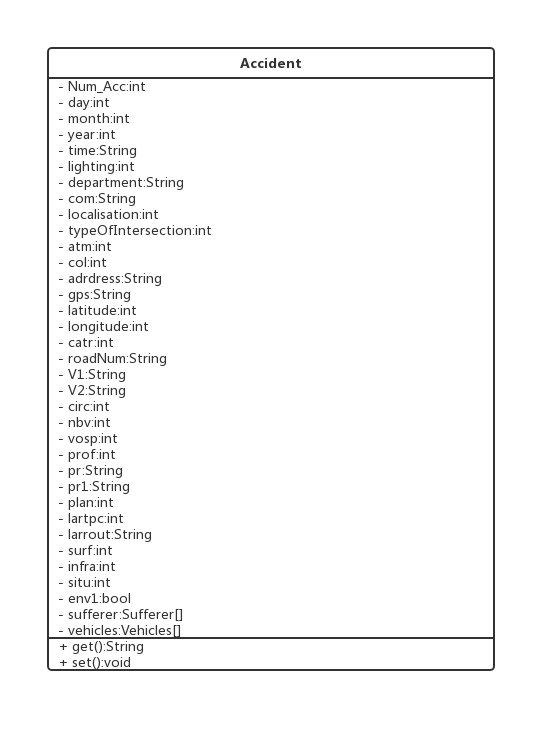 Accident
- Num_Acc:int
- day:int
- month:int
- year:int
- time:String
- lighting:int
- department:String
- com:String
- localisation:int
- typeOfIntersection:int
- atm:int
- col:int
- adrdress:String
- gps:String
- latitude:int
- longitude:int
- catr:int
- roadNum:String
- V1:String
- V2:String
- circ:int
- nbv:int
- vosp:int
- prof:int
- pr:String
- pr1:String
- plan:int
- lartpc:int
- larrout:String
- surf:int
- infra:int
- situ:int
- env1:bool
- sufferer:Sufferer[]
- vehicles:Vehicles[]
+ get():String
+ set():void